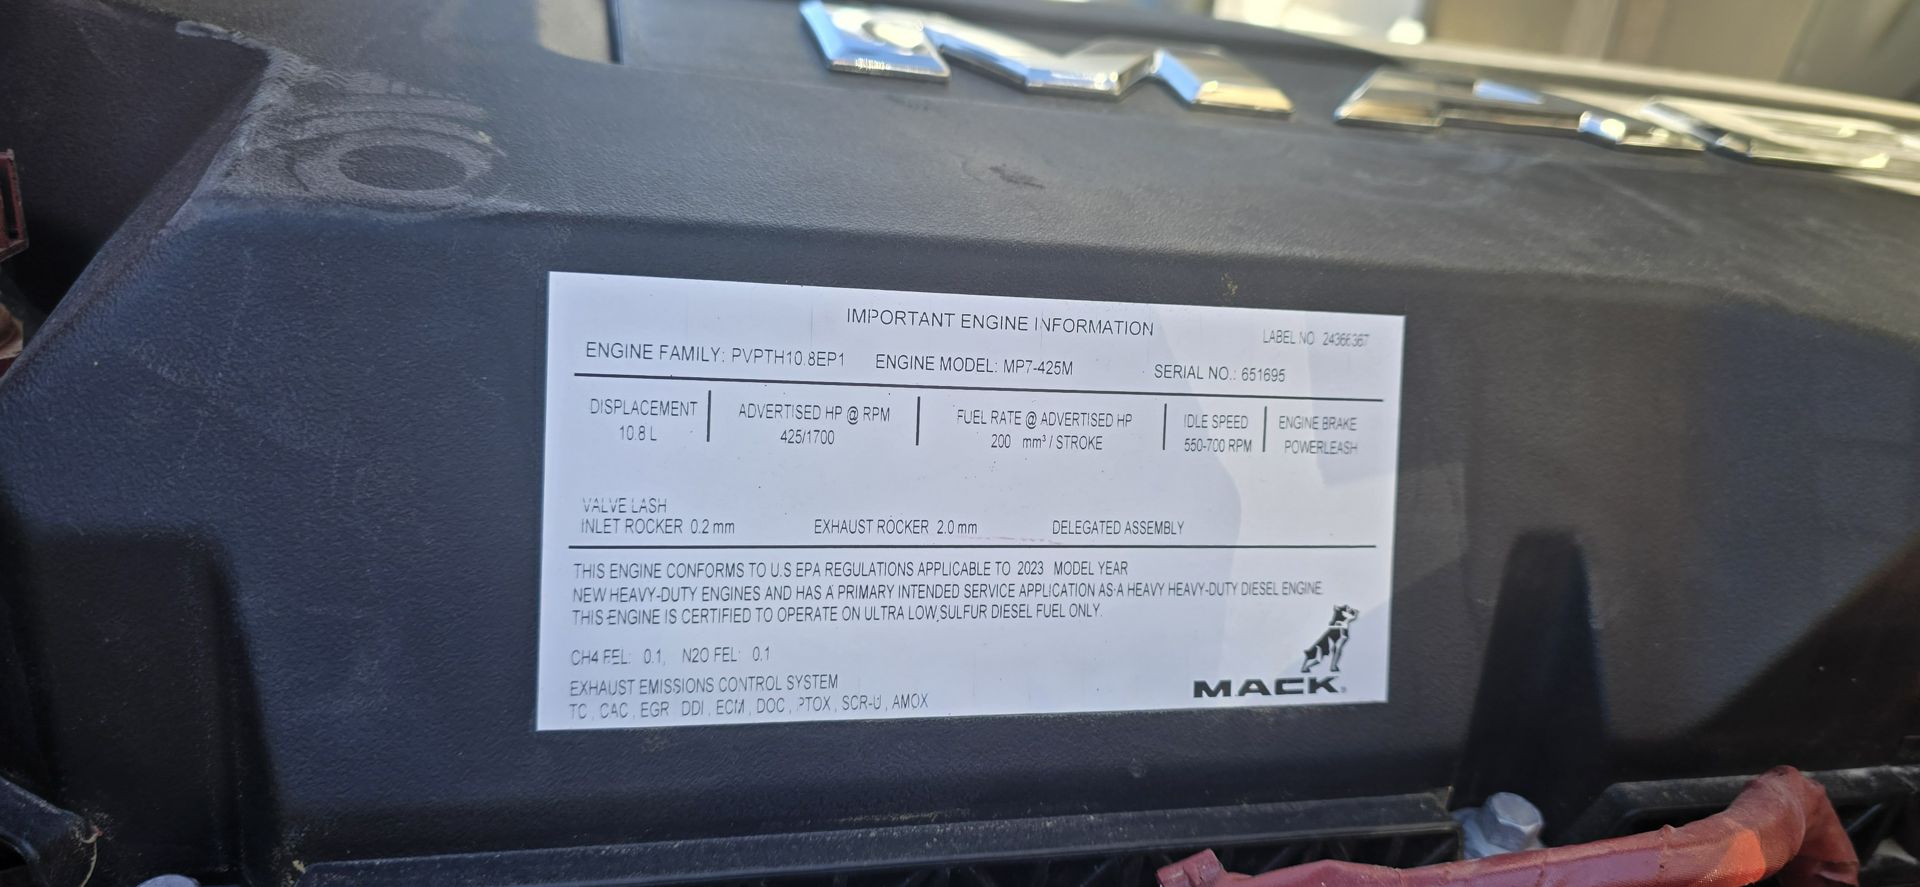 IMPORTANT ENGINE INFORMATION
LABEL NO 24366367
ENGINE FAMILY: PVPTH10.8EP1 ENGINE MODEL: MP7-425M SERIAL NO.: 651695
DISPLACEMENT ADVERTISED HP @ RPM FUEL RATE @ ADVERTISED HP IDLE SPEED ENGINE BRAKE
10.8 L 425/1700 200 mm³ / STROKE 550-700 RPM POWERLEASH
VALVE LASH
INLET ROCKER 0.2 mm EXHAUST ROCKER 2.0 mm DELEGATED ASSEMBLY
THIS ENGINE CONFORMS TO U.S EPA REGULATIONS APPLICABLE TO 2023 MODEL YEAR
NEW HEAVY-DUTY ENGINES AND HAS A PRIMARY INTENDED SERVICE APPLICATION AS A HEAVY HEAVY-DUTY DIESEL ENGINE.
THIS ENGINE IS CERTIFIED TO OPERATE ON ULTRA LOW SULFUR DIESEL FUEL ONLY.
CH4 FEL: 0.1, N2O FEL: 0.1
EXHAUST EMISSIONS CONTROL SYSTEM
TC, CAC, EGR, DDI, ECM, DOC, PTOX, SCR-U, AMOX
MACK